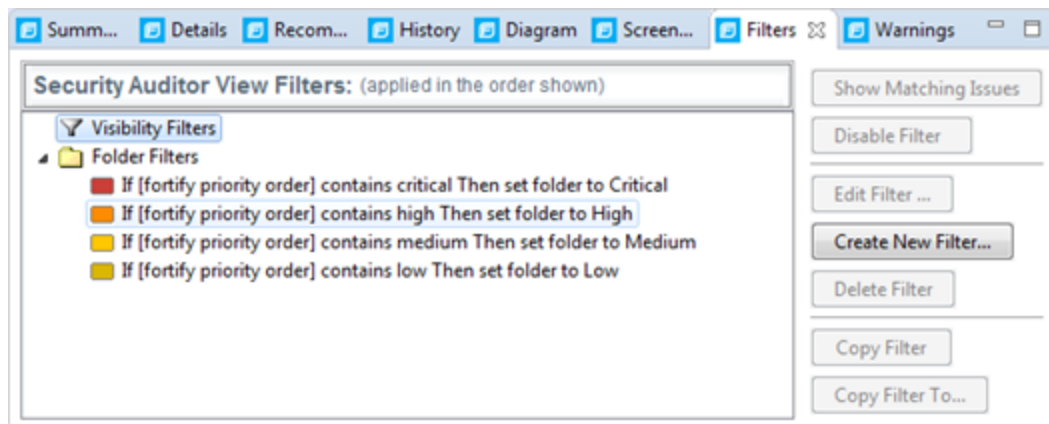 Summ... Details Recom... History Diagram Screen... Filters Warnings
Security Auditor View Filters: (applied in the order shown)
Visibility Filters
Folder Filters
If [fortify priority order] contains critical Then set folder to Critical
If [fortify priority order] contains high Then set folder to High
If [fortify priority order] contains medium Then set folder to Medium
If [fortify priority order] contains low Then set folder to Low
Show Matching Issues
Disable Filter
Edit Filter ...
Create New Filter...
Delete Filter
Copy Filter
Copy Filter To...